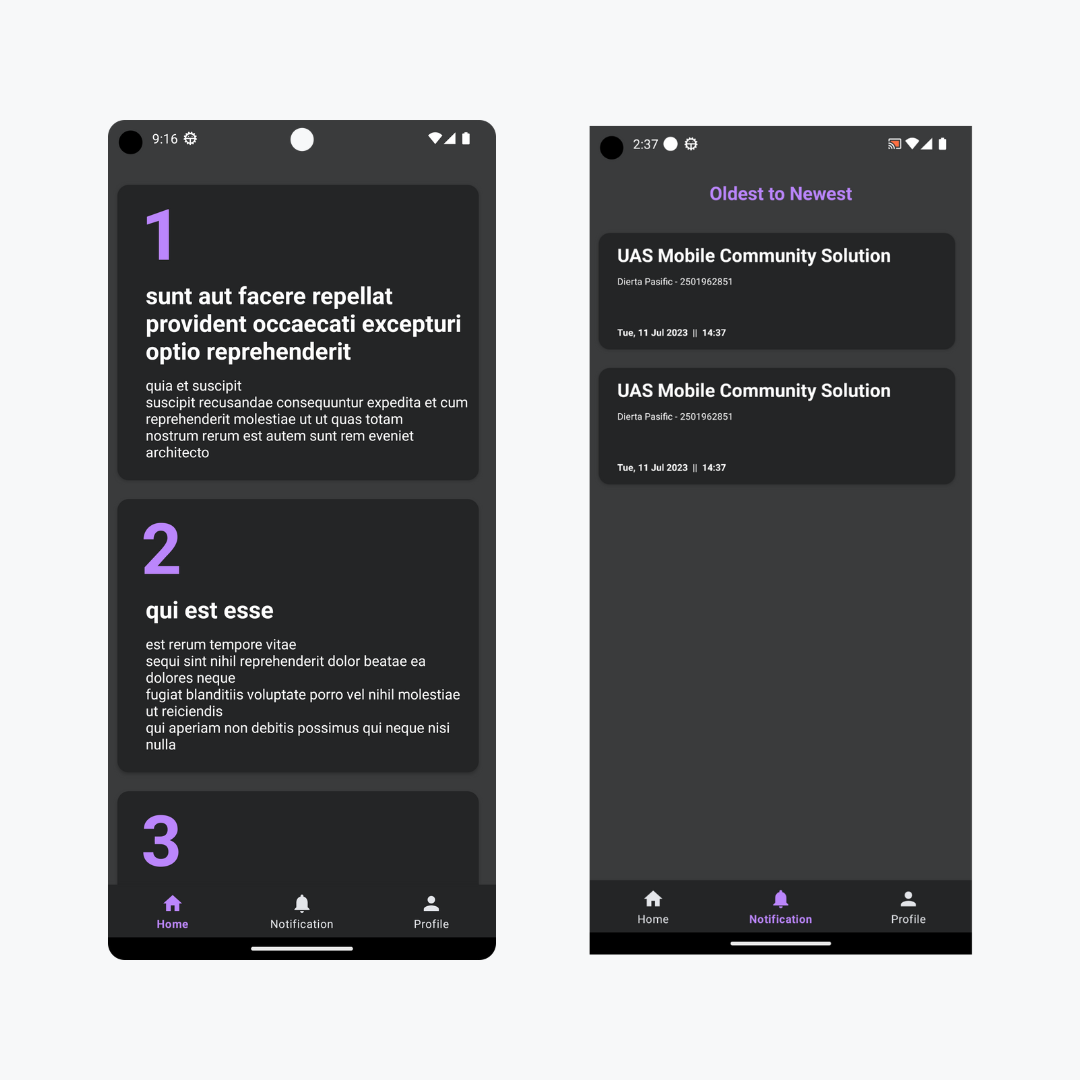 9:16
1
sunt aut facere repellat
provident occaecati excepturi
optio reprehenderit
quia et suscipit
suscipit recusandae consequuntur expedita et cum
reprehenderit molestiae ut ut quas totam
nostrum rerum est autem sunt rem eveniet
architecto
2
qui est esse
est rerum tempore vitae
sequi sint nihil reprehenderit dolor beatae ea
dolores neque
fugiat blanditiis voluptate porro vel nihil molestiae
ut reiciendis
qui aperiam non debitis possimus qui neque nisi
nulla
3
Home Notification Profile
2:37
Oldest to Newest
UAS Mobile Community Solution
Dierta Pasific - 2501962851
Tue, 11 Jul 2023 || 14:37
UAS Mobile Community Solution
Dierta Pasific - 2501962851
Tue, 11 Jul 2023 || 14:37
Home Notification Profile